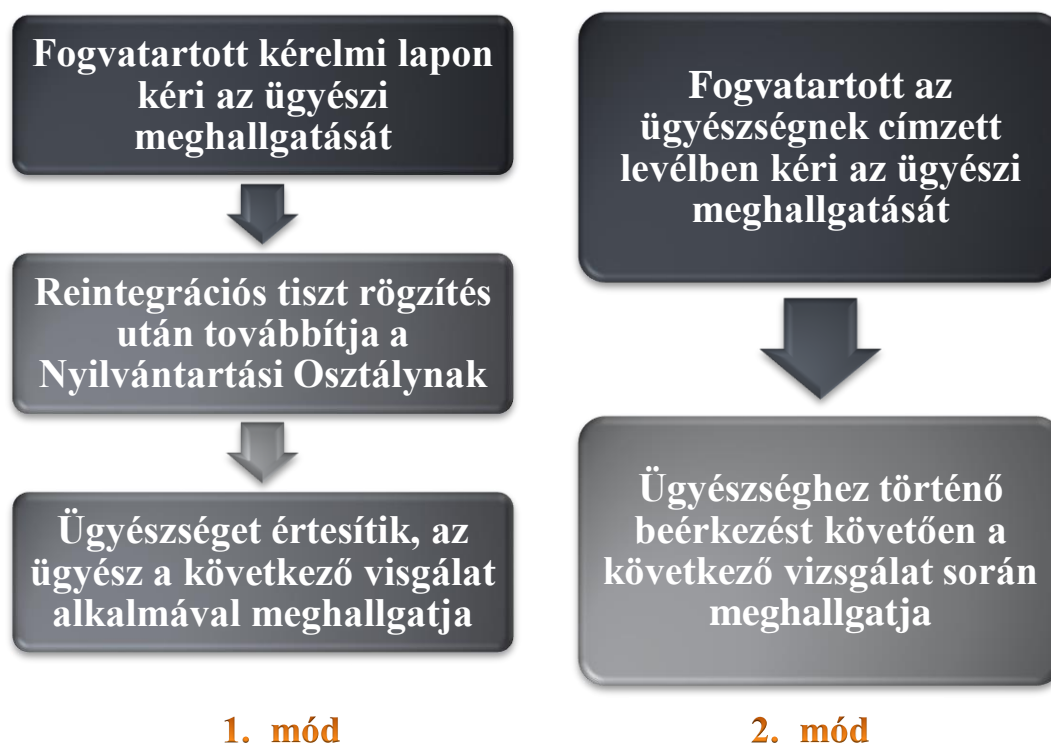 Fogvatartott kérelmi lapon
kéri az ügyészi
meghallgatását
Reintegrációs tiszt rögzítés
után továbbítja a
Nyilvántartási Osztálynak
Ügyészséget értesítik, az
ügyész a következő visgálat
alkalmával meghallgatja
1. mód
Fogvatartott az
ügyészségnek címzett
levélben kéri az ügyészi
meghallgatását
Ügyészséghez történő
beérkezést követően a
következő vizsgálat során
meghallgatja
2. mód